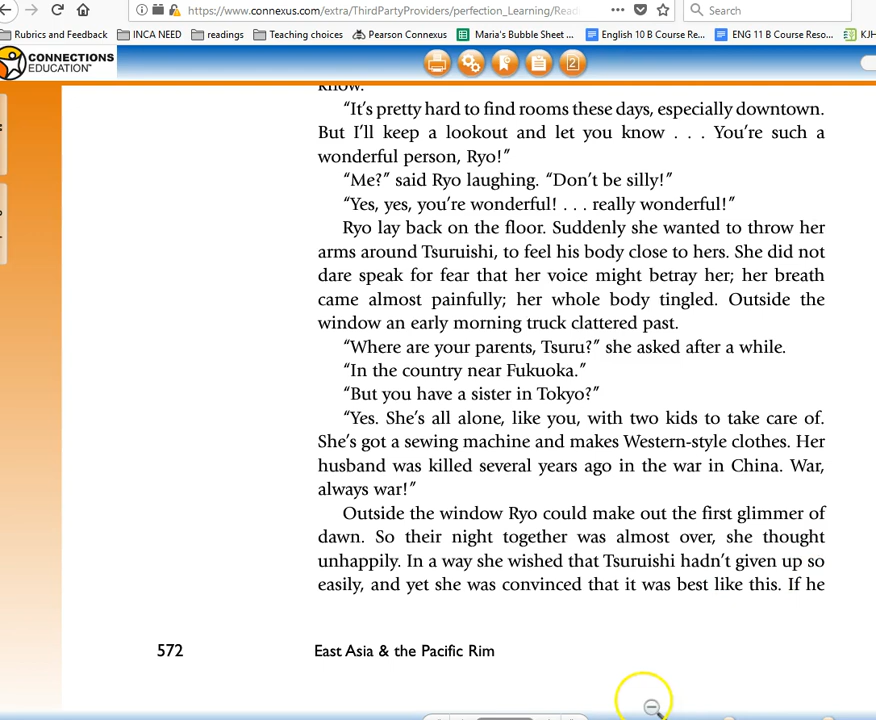 https://www.connexus.com/extra/ThirdPartyProviders/perfection_Learning/Read
Search
Rubrics and Feedback INCA NEED readings Teaching choices Pearson Connexus Maria's Bubble Sheet ... English 10 B Course Re... ENG 11 B Course Reso... KJH
CONNECTIONS
EDUCATION™
2
know.
“It’s pretty hard to find rooms these days, especially downtown.
But I’ll keep a lookout and let you know . . . You’re such a
wonderful person, Ryo!”
“Me?” said Ryo laughing. “Don’t be silly!”
“Yes, yes, you’re wonderful! . . . really wonderful!”
Ryo lay back on the floor. Suddenly she wanted to throw her
arms around Tsuruishi, to feel his body close to hers. She did not
dare speak for fear that her voice might betray her; her breath
came almost painfully; her whole body tingled. Outside the
window an early morning truck clattered past.
“Where are your parents, Tsuru?” she asked after a while.
“In the country near Fukuoka.”
“But you have a sister in Tokyo?”
“Yes. She’s all alone, like you, with two kids to take care of.
She’s got a sewing machine and makes Western-style clothes. Her
husband was killed several years ago in the war in China. War,
always war!”
Outside the window Ryo could make out the first glimmer of
dawn. So their night together was almost over, she thought
unhappily. In a way she wished that Tsuruishi hadn’t given up so
easily, and yet she was convinced that it was best like this. If he
572 East Asia & the Pacific Rim